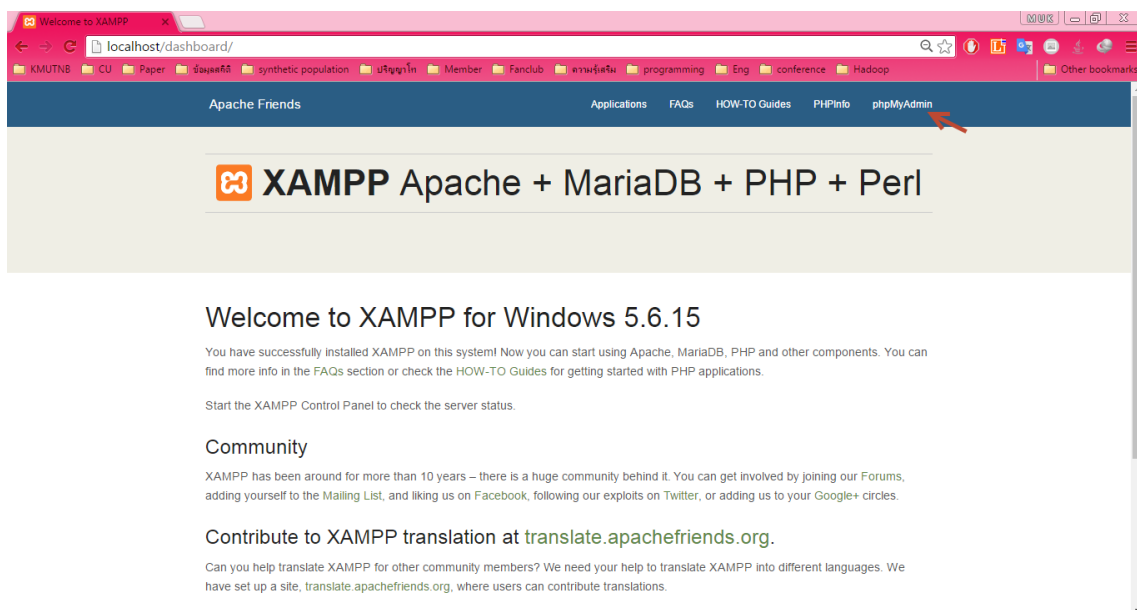 Welcome to XAMPP
MUK
localhost/dashboard/
KMUTNB CU Paper ข้อมูลสถิติ synthetic population ปริญญาโท Member Fanclub ความรู้เสริม programming Eng conference Hadoop Other bookmarks
Apache Friends Applications FAQs HOW-TO Guides PHPInfo phpMyAdmin
XAMPP Apache + MariaDB + PHP + Perl
Welcome to XAMPP for Windows 5.6.15
You have successfully installed XAMPP on this system! Now you can start using Apache, MariaDB, PHP and other components. You can
find more info in the FAQs section or check the HOW-TO Guides for getting started with PHP applications.
Start the XAMPP Control Panel to check the server status.
Community
XAMPP has been around for more than 10 years – there is a huge community behind it. You can get involved by joining our Forums,
adding yourself to the Mailing List, and liking us on Facebook, following our exploits on Twitter, or adding us to your Google+ circles.
Contribute to XAMPP translation at translate.apachefriends.org.
Can you help translate XAMPP for other community members? We need your help to translate XAMPP into different languages. We
have set up a site, translate.apachefriends.org, where users can contribute translations.